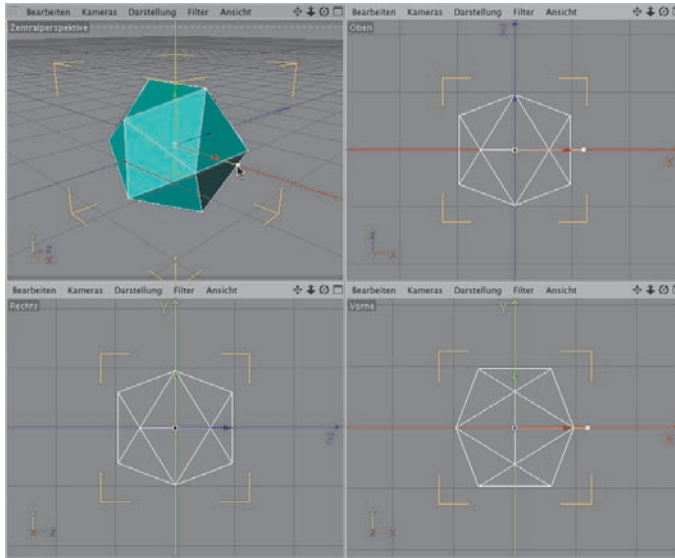 Bearbeiten Kameras Darstellung Filter Ansicht
Zentralperspektive
Bearbeiten Kameras Darstellung Filter Ansicht
Oben
Bearbeiten Kameras Darstellung Filter Ansicht
Rechts
Y
Bearbeiten Kameras Darstellung Filter Ansicht
Vorne
Y